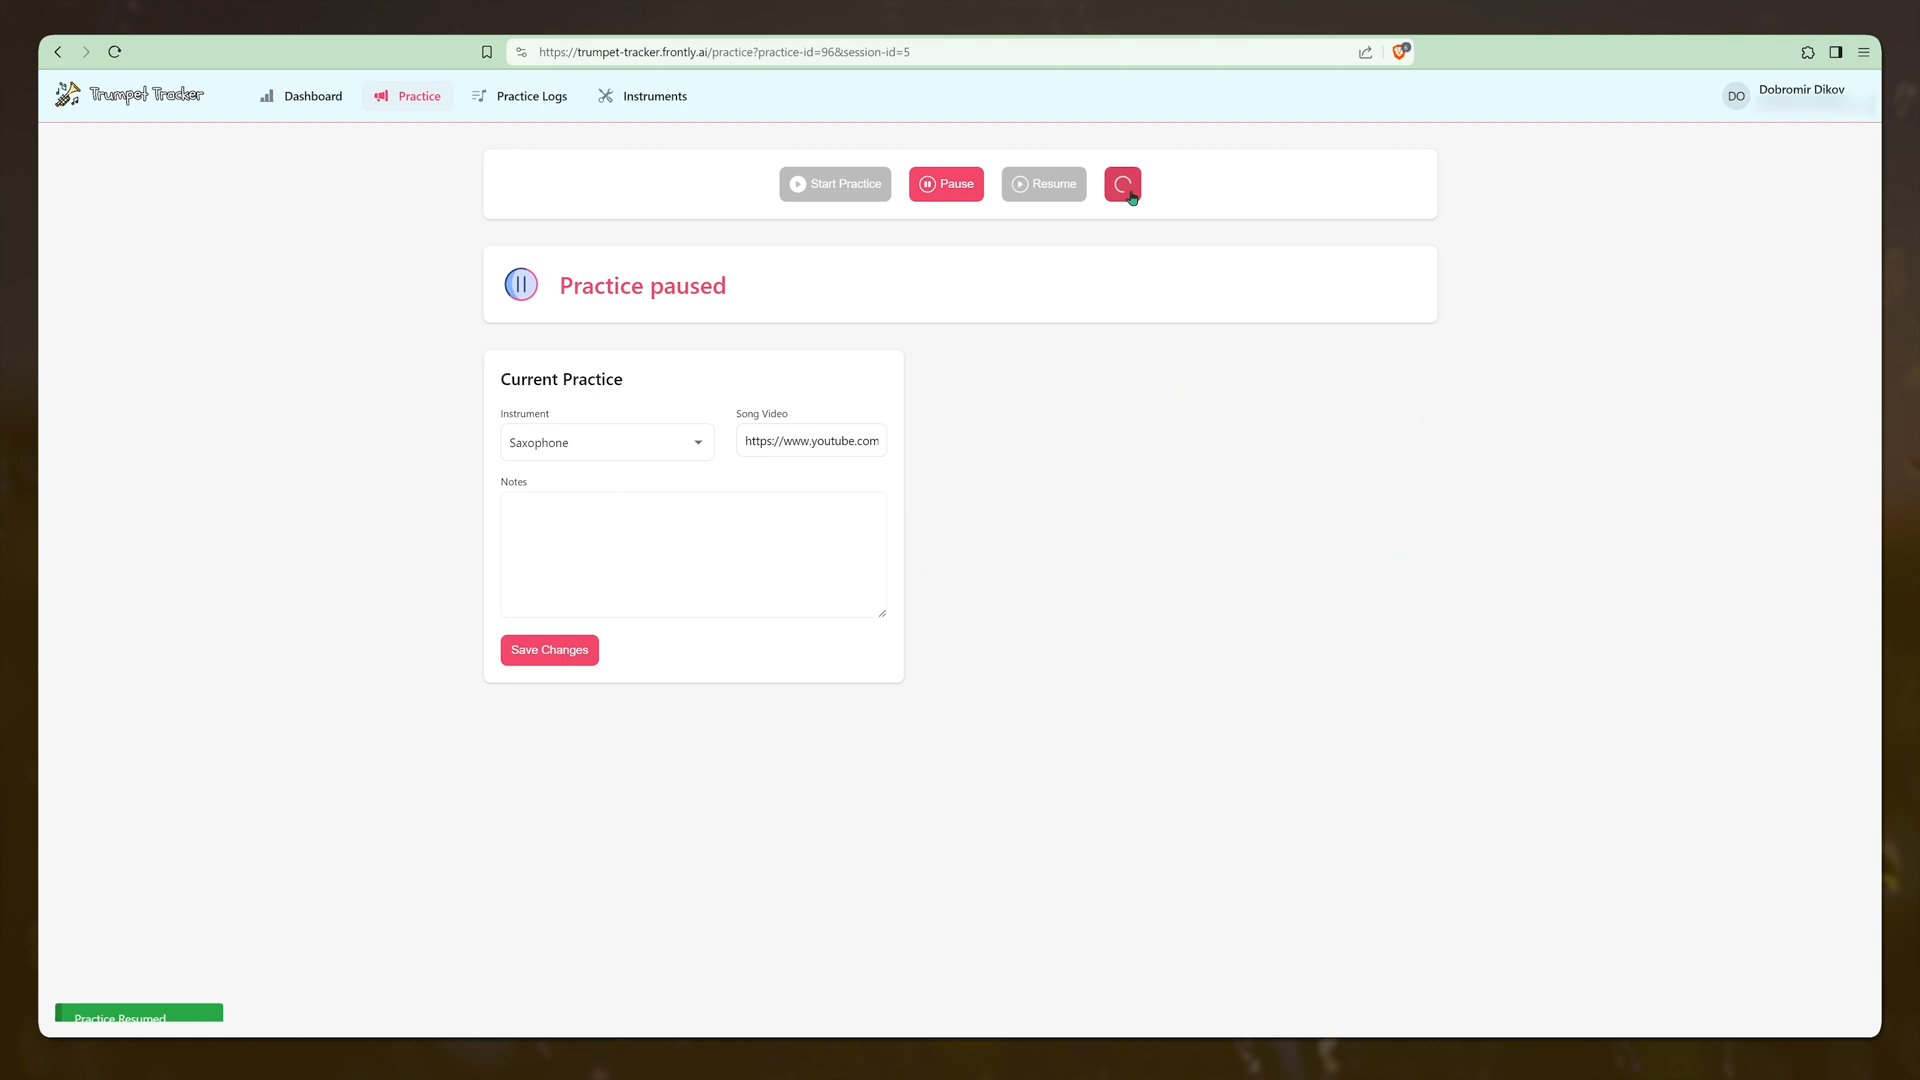 https://trumpet-tracker.frontly.ai/practice?practice-id=96&session-id=5
6
Trumpet Tracker
Dashboard
Practice
Practice Logs
Instruments
DO
Dobromir Dikov
Start Practice
Pause
Resume
Practice paused
Current Practice
Instrument
Song Video
Saxophone
https://www.youtube.com
Notes
Save Changes
Practice Resumed